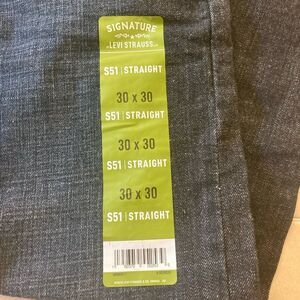 SIGNATURE
LEVI STRAUSS
S51 | STRAIGHT
30 x 30
S51 | STRAIGHT
30 x 30
S51 | STRAIGHT
30 x 30
S51 | STRAIGHT